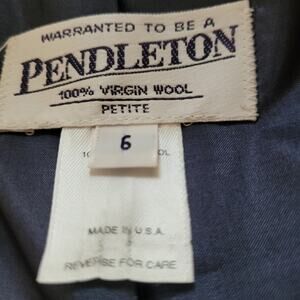 WARRANTED TO BE A
PENDLETON
100% VIRGIN WOOL
PETITE
6
MADE IN U.S.A.
REVERSE FOR CARE